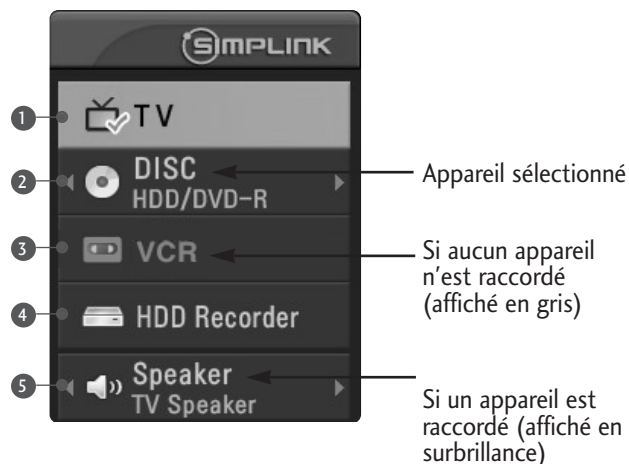 SIMPLINK
1 TV
2 DISC
HDD/DVD-R
Appareil sélectionné
3 VCR
Si aucun appareil
n'est raccordé
(affiché en gris)
4 HDD Recorder
5 Speaker
TV Speaker
Si un appareil est
raccordé (affiché en
surbrillance)